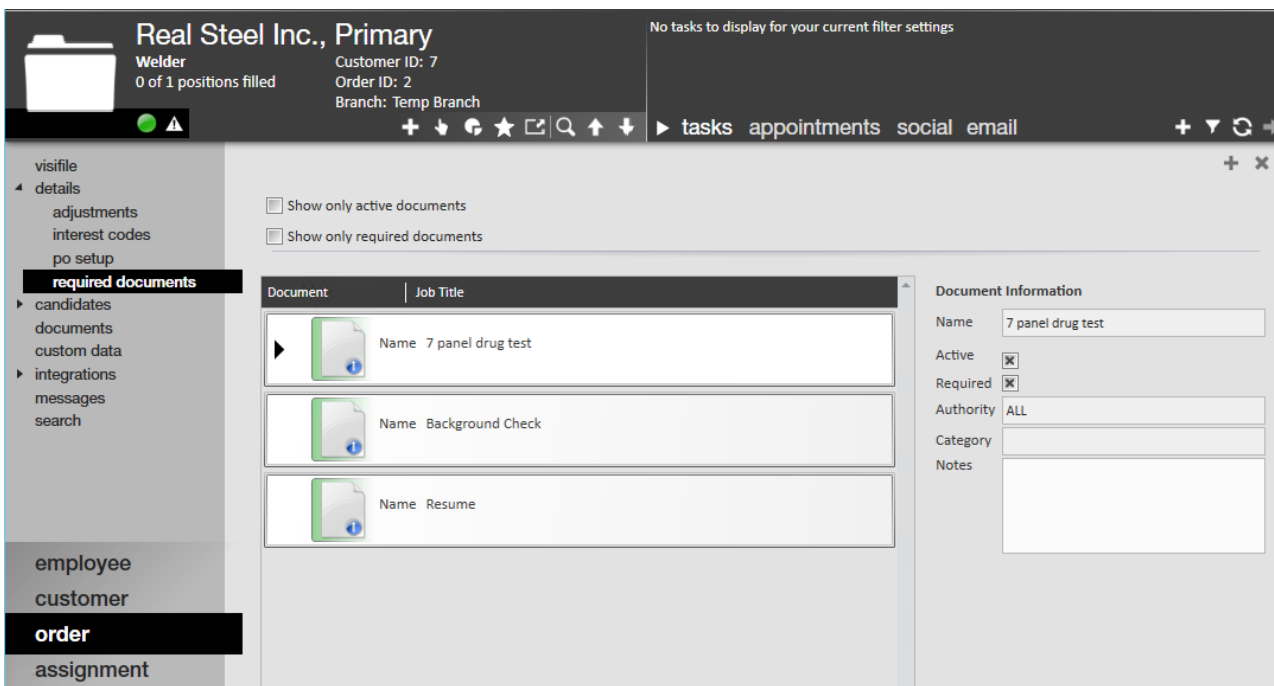 Real Steel Inc., Primary
Welder
Customer ID: 7
0 of 1 positions filled
Order ID: 2
Branch: Temp Branch
No tasks to display for your current filter settings
tasks appointments social email
visifile
details
adjustments
interest codes
po setup
required documents
candidates
documents
custom data
integrations
messages
search
employee
customer
order
assignment
Show only active documents
Show only required documents
Document Job Title
Name 7 panel drug test
Name Background Check
Name Resume
Document Information
Name 7 panel drug test
Active
Required
Authority ALL
Category
Notes